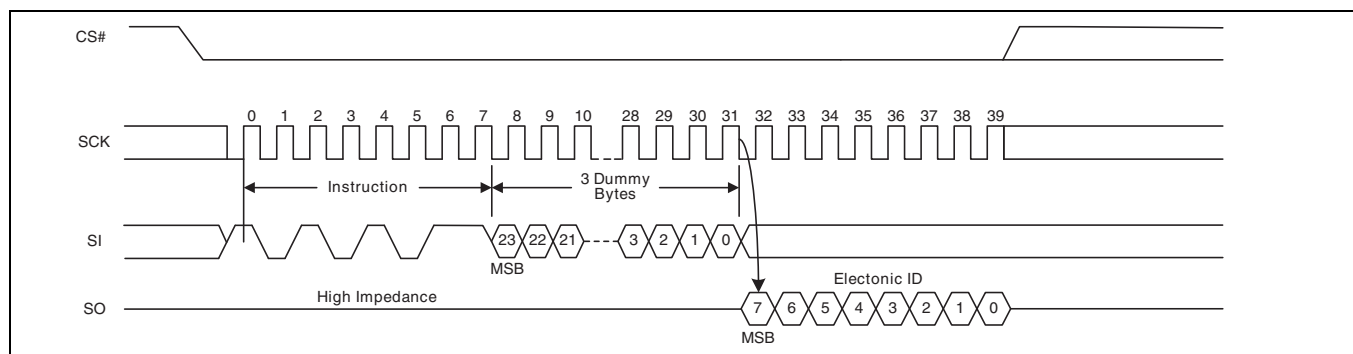 CS#
0 1 2 3 4 5 6 7 8 9 10 28 29 30 31 32 33 34 35 36 37 38 39
SCK
Instruction
3 Dummy
Bytes
SI
23 22 21 3 2 1 0
MSB
Electonic ID
High Impedance
SO
7 6 5 4 3 2 1 0
MSB